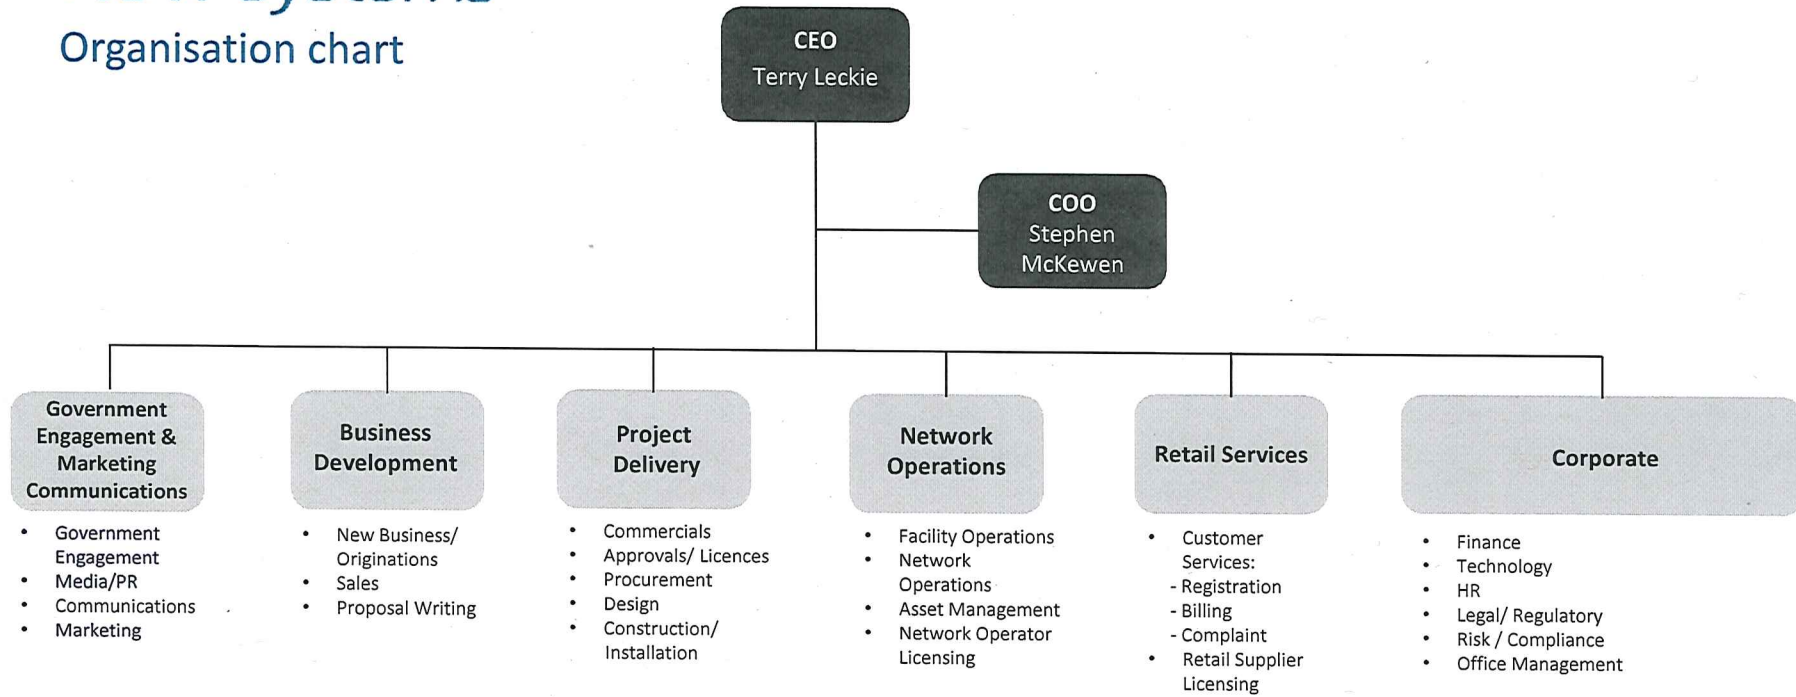 Organisation chart
CEO
Terry Leckie
COO
Stephen
McKewen
Government
Engagement &
Marketing
Communications
• Government
Engagement
• Media/PR
• Communications
• Marketing
Business
Development
• New Business/
Originations
• Sales
• Proposal Writing
Project
Delivery
• Commercials
• Approvals/ Licences
• Procurement
• Design
• Construction/
Installation
Network
Operations
• Facility Operations
• Network
Operations
• Asset Management
• Network Operator
Licensing
Retail Services
• Customer
Services:
- Registration
- Billing
- Complaint
• Retail Supplier
Licensing
Corporate
• Finance
• Technology
• HR
• Legal/ Regulatory
• Risk / Compliance
• Office Management